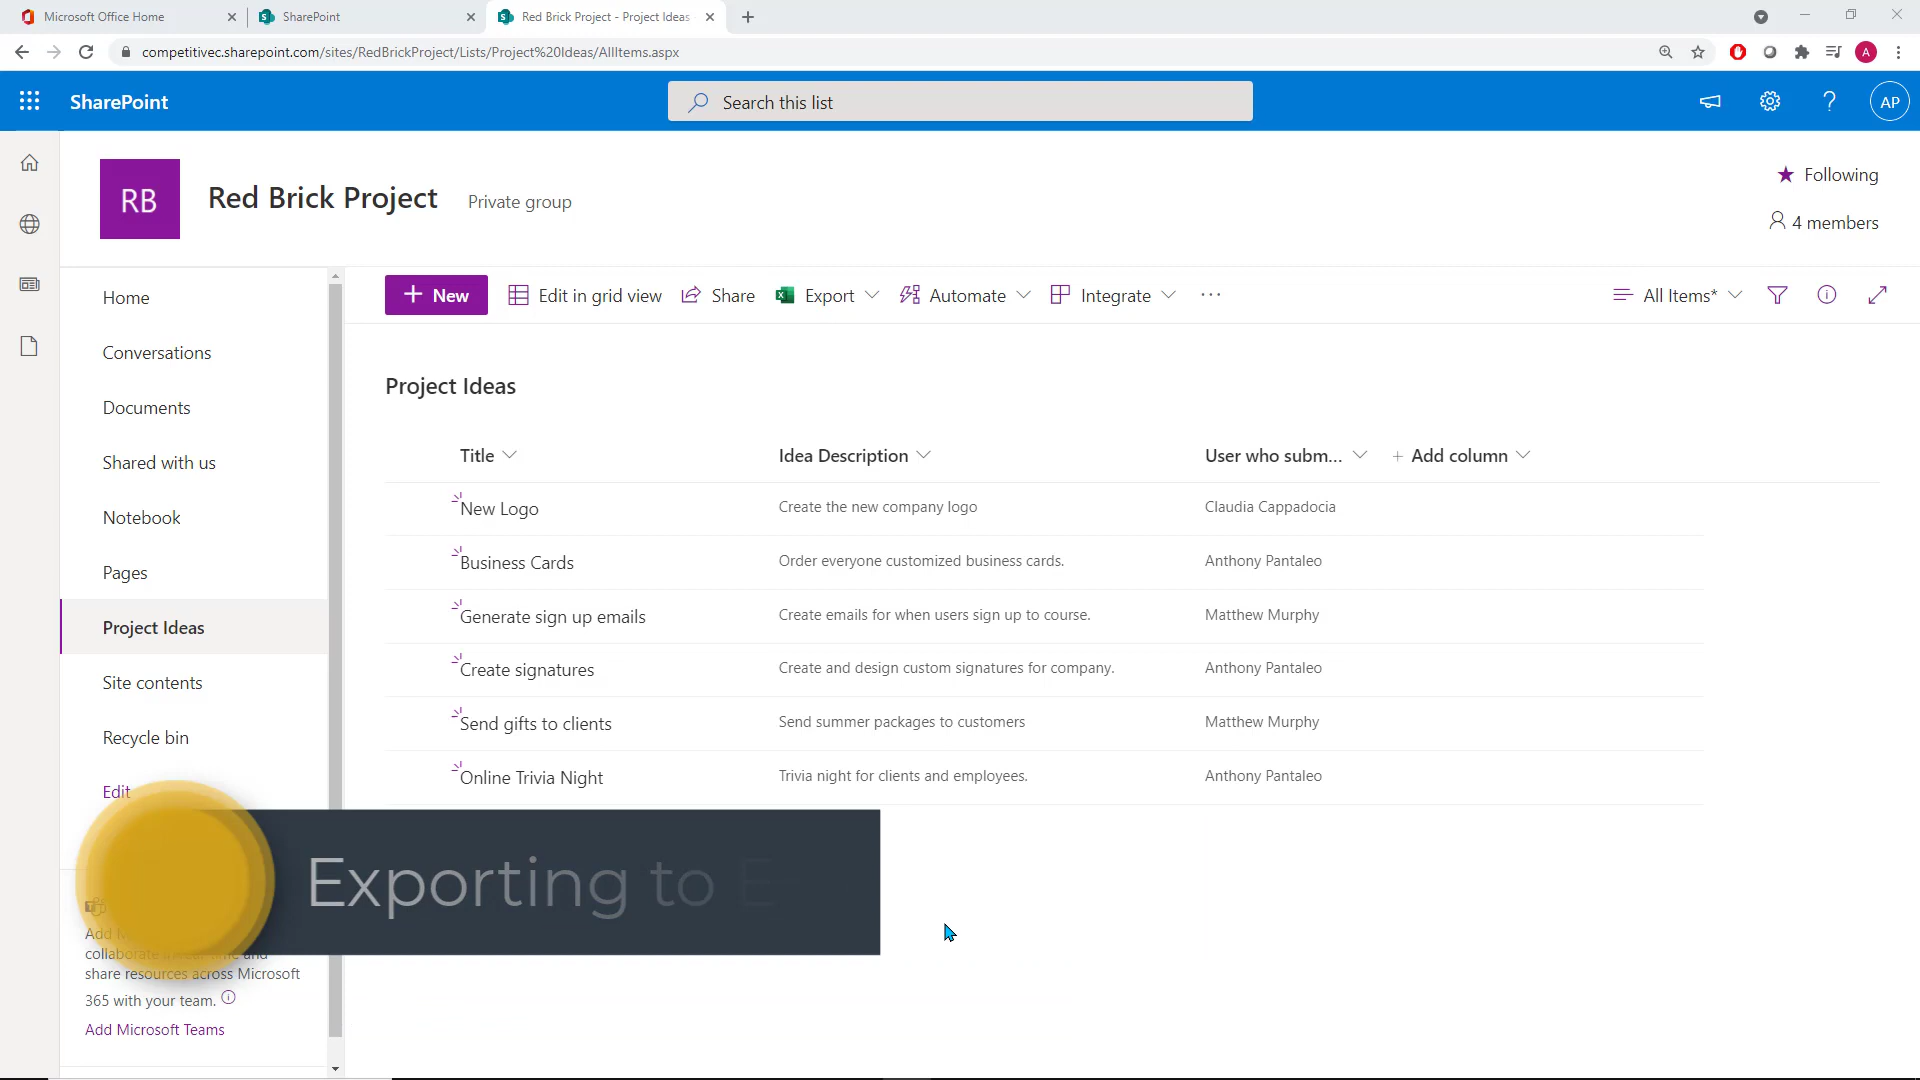 Microsoft Office Home
SharePoint
Red Brick Project - Project Ideas
competitivec.sharepoint.com/sites/RedBrickProject/Lists/Project%20Ideas/AllItems.aspx
A
SharePoint
Search this list
?
AP
RB
Red Brick Project
Private group
Following
4 members
Home
Conversations
Documents
Shared with us
Notebook
Pages
Project Ideas
Site contents
Recycle bin
Edit
+ New
Edit in grid view
Share
Export
Automate
Integrate
...
All Items*
Project Ideas
Title
Idea Description
User who subm...
+ Add column
New Logo
Create the new company logo
Claudia Cappadocia
Business Cards
Order everyone customized business cards.
Anthony Pantaleo
Generate sign up emails
Create emails for when users sign up to course.
Matthew Murphy
Create signatures
Create and design custom signatures for company.
Anthony Pantaleo
Send gifts to clients
Send summer packages to customers
Matthew Murphy
Online Trivia Night
Trivia night for clients and employees.
Anthony Pantaleo
Exporting to E
Add
collaborate in real-time and
share resources across Microsoft
365 with your team.
Add Microsoft Teams